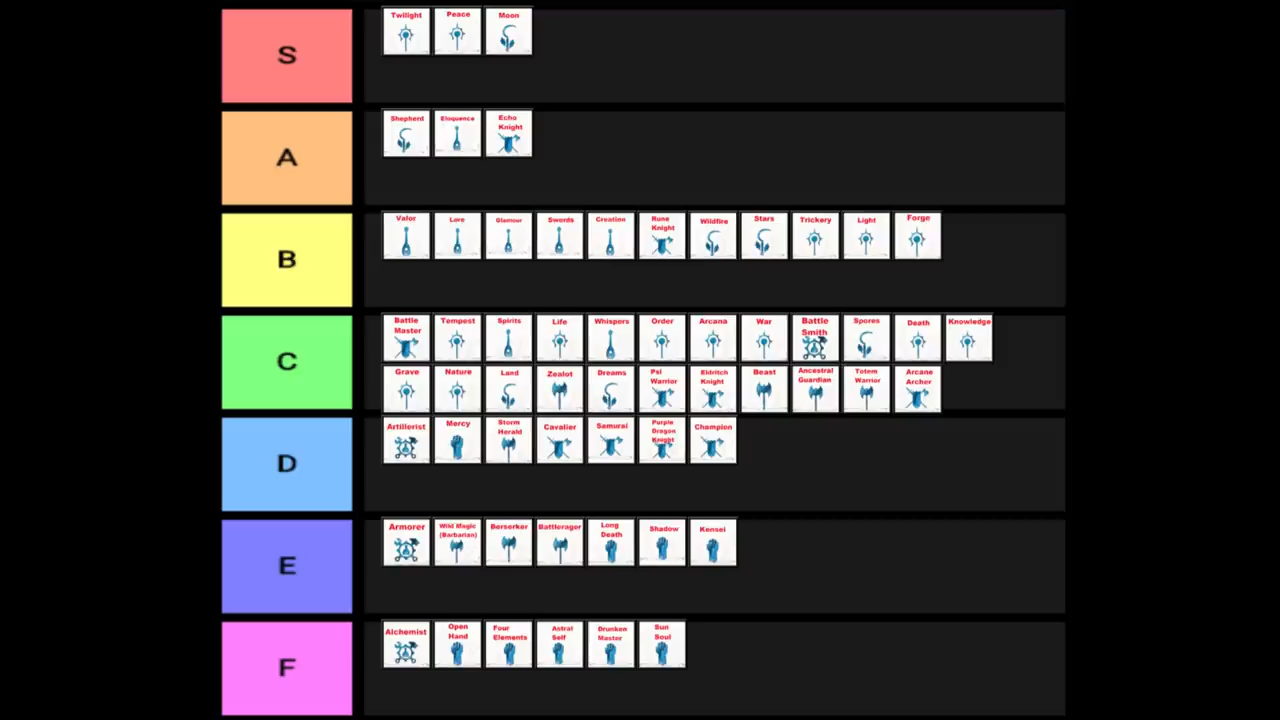 S
Twilight
Peace
Moon
A
Shepherd
Eloquence
Echo
Knight
B
Valor
Lore
Glamour
Swords
Creation
Rune
Knight
Wildfire
Stars
Trickery
Light
Forge
C
Battle
Master
Tempest
Spirits
Life
Whispers
Order
Arcana
War
Battle
Smith
Spores
Death
Knowledge
Grave
Nature
Land
Zealot
Dreams
Psi
Warrior
Eldritch
Knight
Beast
Ancestral
Guardian
Totem
Warrior
Arcane
Archer
D
Artillerist
Mercy
Storm
Herald
Cavalier
Samurai
Purple
Dragon
Knight
Champion
E
Armorer
Wild Magic
(Barbarian)
Berserker
Battlerager
Long
Death
Shadow
Kensei
F
Alchemist
Open
Hand
Four
Elements
Astral
Self
Drunken
Master
Sun
Soul